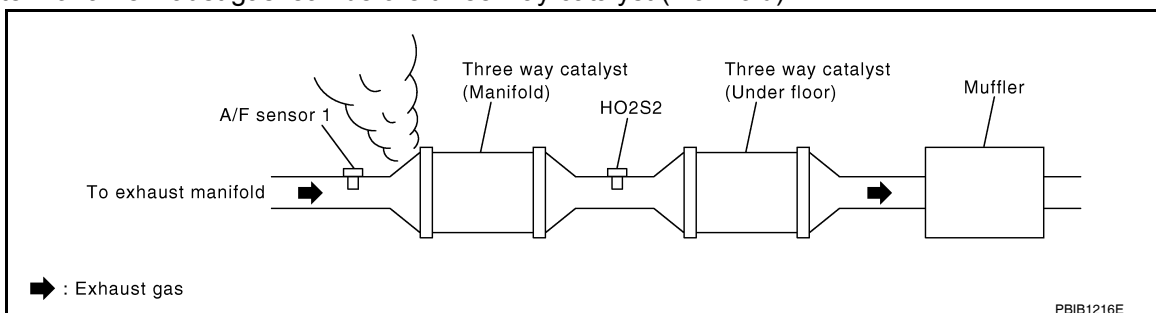 Three way catalyst
(Manifold)
Three way catalyst
(Under floor)
Muffler
A/F sensor 1
HO2S2
To exhaust manifold
: Exhaust gas
PBIB1216E